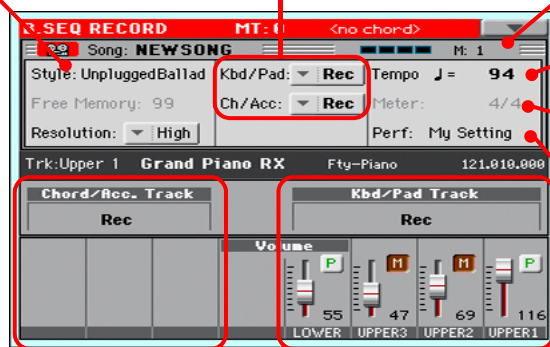 B.SEQ RECORD MT: 0 <no chord>
Song: NEWSONG M: 1
Style: UnpluggedBallad Kbd/Pad: Rec Tempo ♩ = 94
Free Memory: 99 Ch/Acc: Rec Meter: 4/4
Resolution: High Perf: My Setting
Trk:Upper 1 Grand Piano RX Fty-Piano 121.010.000
Chord/Acc. Track Kbd/Pad Track
Rec Rec
Volume
P M M P
55 47 69 116
LOWER UPPER3 UPPER2 UPPER1